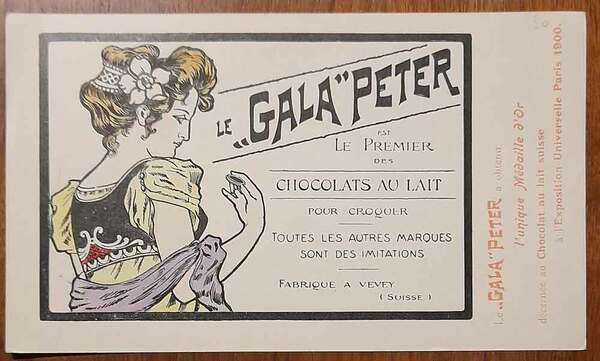 LE „GALA" PETER
EST
LE PREMIER
DES
CHOCOLATS AU LAIT
POUR CROQUER
TOUTES LES AUTRES MARQUES
SONT DES IMITATIONS
FABRIQUE A VEVEY
( SUISSE )
Le „GALA" PETER a obtenu
l'unique Médaille d'Or
décernée au Chocolat au lait suisse
à l'Exposition Universelle Paris 1900.